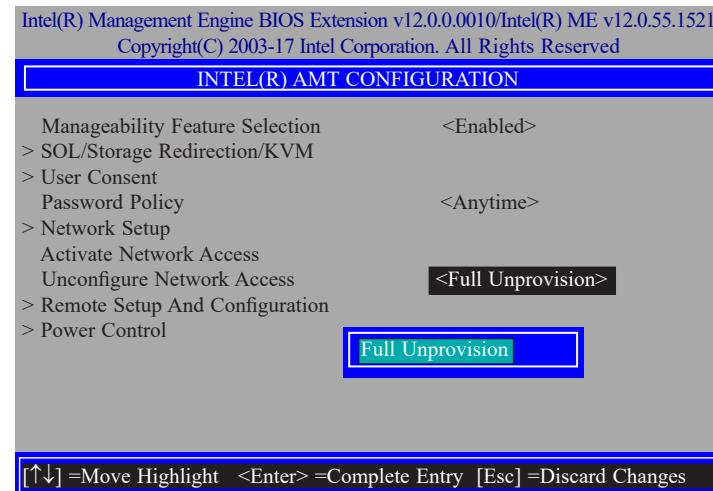 Intel(R) Management Engine BIOS Extension v12.0.0.0010/Intel(R) ME v12.0.55.1521
Copyright(C) 2003-17 Intel Corporation. All Rights Reserved
INTEL(R) AMT CONFIGURATION
Manageability Feature Selection <Enabled>
> SOL/Storage Redirection/KVM
> User Consent
Password Policy <Anytime>
> Network Setup
Activate Network Access
Unconfigure Network Access <Full Unprovision>
> Remote Setup And Configuration
> Power Control
Full Unprovision
[↑↓] =Move Highlight <Enter> =Complete Entry [Esc] =Discard Changes